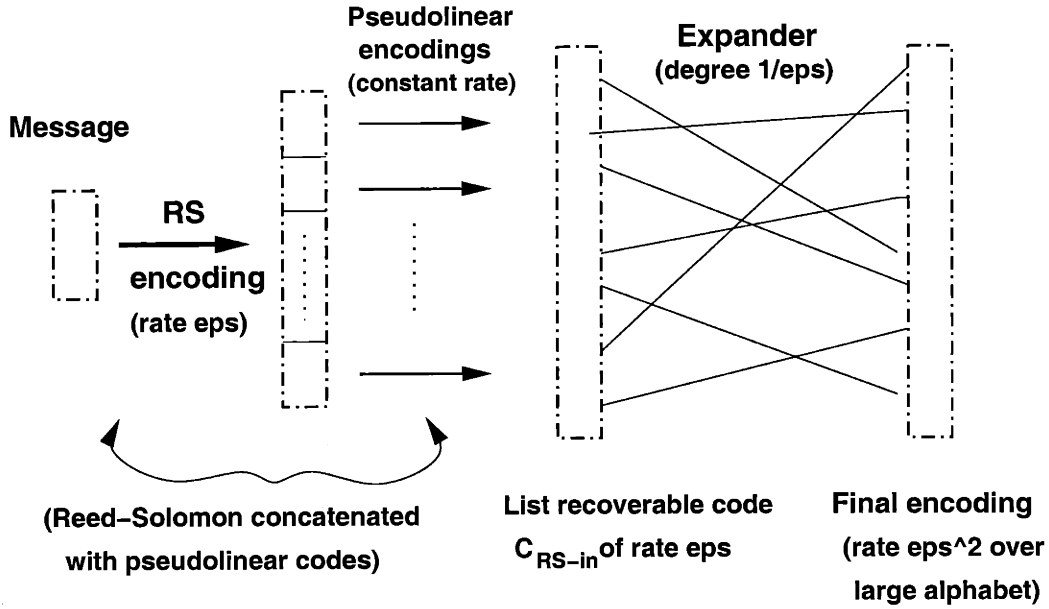 Message
RS
encoding
(rate eps)
Pseudolinear
encodings
(constant rate)
Expander
(degree 1/eps)
(Reed–Solomon concatenated
with pseudolinear codes)
List recoverable code
C_RS–in of rate eps
Final encoding
(rate eps^2 over
large alphabet)